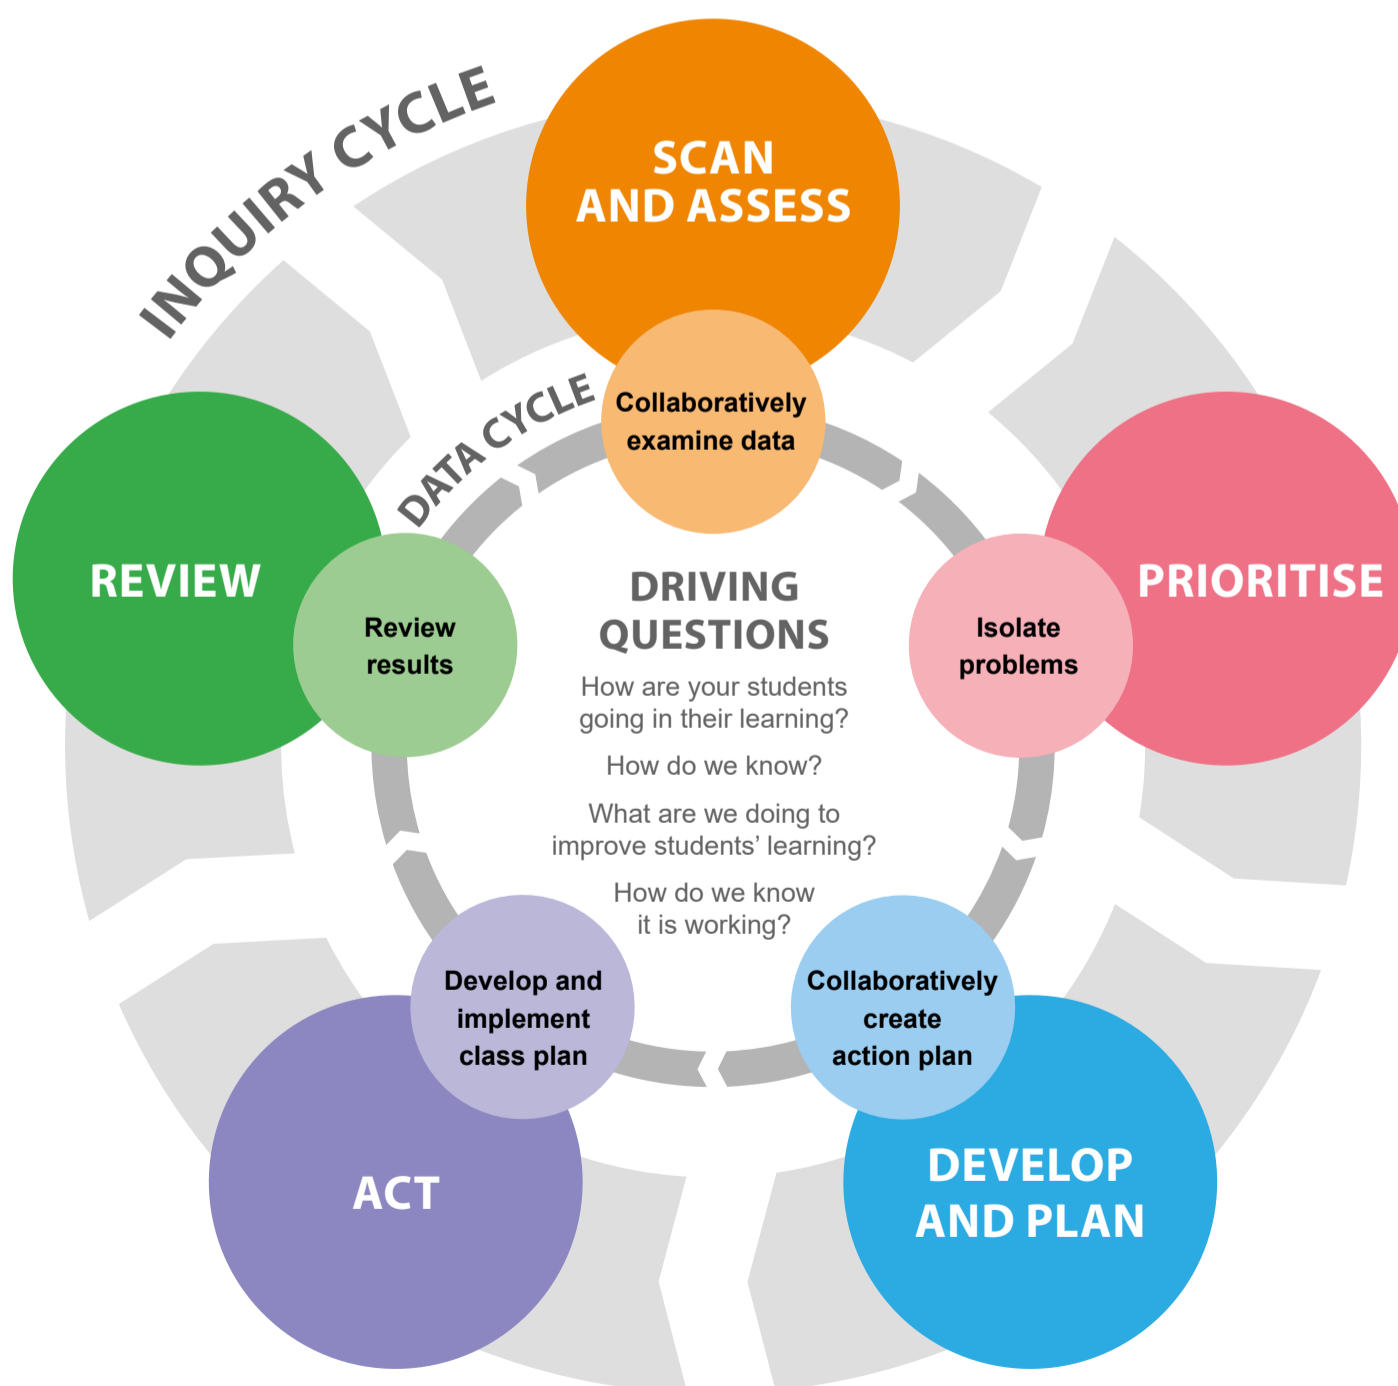 INQUIRY CYCLE
SCAN
AND ASSESS
DATA CYCLE
Collaboratively
examine data
PRIORITISE
Isolate
problems
DEVELOP
AND PLAN
Collaboratively
create
action plan
ACT
Develop and
implement
class plan
REVIEW
Review
results
DRIVING
QUESTIONS
How are your students
going in their learning?
How do we know?
What are we doing to
improve students’ learning?
How do we know
it is working?